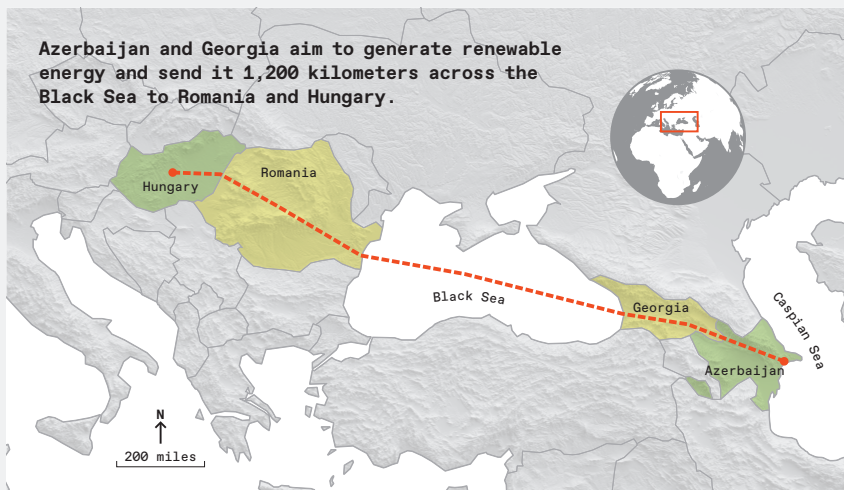 Azerbaijan and Georgia aim to generate renewable
energy and send it 1,200 kilometers across the
Black Sea to Romania and Hungary.
Romania
Hungary
Black Sea
Georgia
Caspian Sea
Azerbaijan
N
200 miles